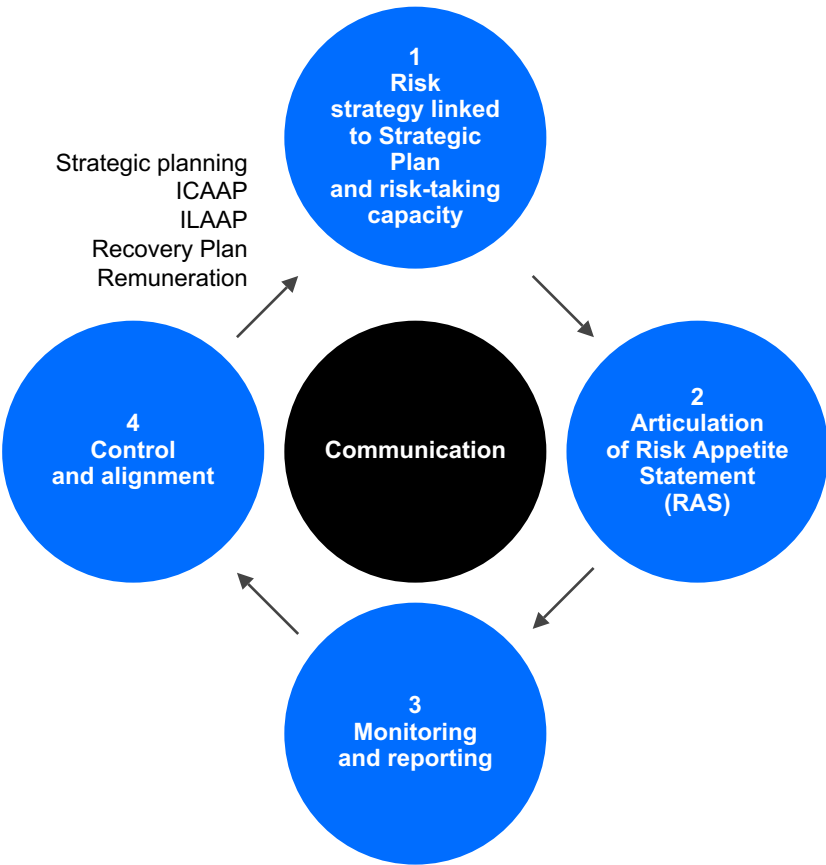 1
Risk
strategy linked
to Strategic
Plan
and risk-taking
capacity
Strategic planning
ICAAP
ILAAP
Recovery Plan
Remuneration
2
Articulation
of Risk Appetite
Statement
(RAS)
4
Control
and alignment
Communication
3
Monitoring
and reporting